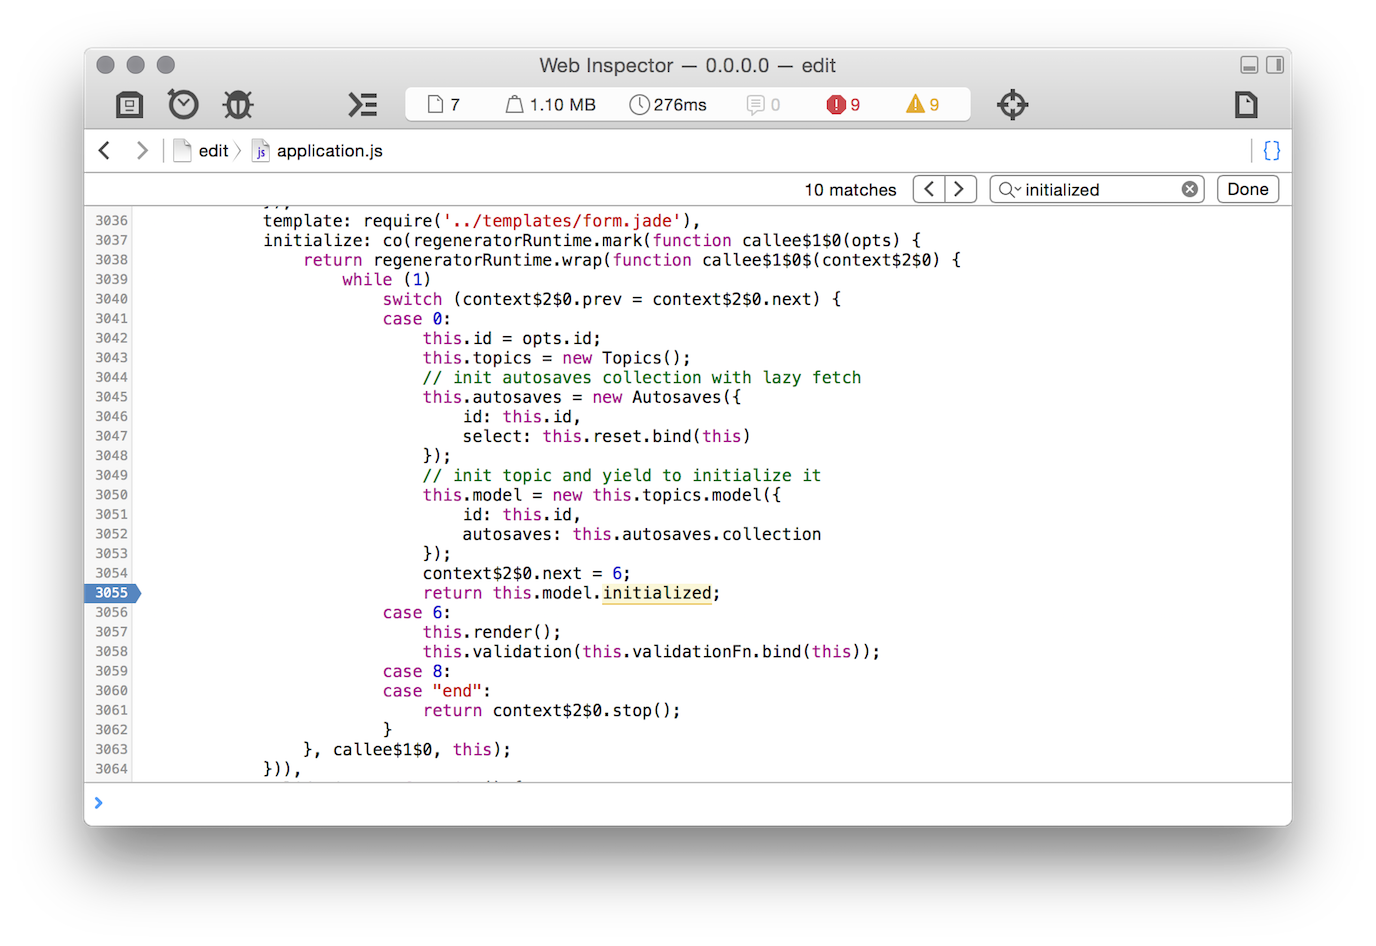 Web Inspector — 0.0.0.0 — edit
7 1.10 MB 276ms 0 9 9
edit application.js {}
10 matches initialized Done
3036 template: require('../templates/form.jade'),
3037 initialize: co(regeneratorRuntime.mark(function callee$1$0(opts) {
3038 return regeneratorRuntime.wrap(function callee$1$0$(context$2$0) {
3039 while (1)
3040 switch (context$2$0.prev = context$2$0.next) {
3041 case 0:
3042 this.id = opts.id;
3043 this.topics = new Topics();
3044 // init autosaves collection with lazy fetch
3045 this.autosaves = new Autosaves({
3046 id: this.id,
3047 select: this.reset.bind(this)
3048 });
3049 // init topic and yield to initialize it
3050 this.model = new this.topics.model({
3051 id: this.id,
3052 autosaves: this.autosaves.collection
3053 });
3054 context$2$0.next = 6;
3055 return this.model.initialized;
3056 case 6:
3057 this.render();
3058 this.validation(this.validationFn.bind(this));
3059 case 8:
3060 case "end":
3061 return context$2$0.stop();
3062 }
3063 }, callee$1$0, this);
3064 })),